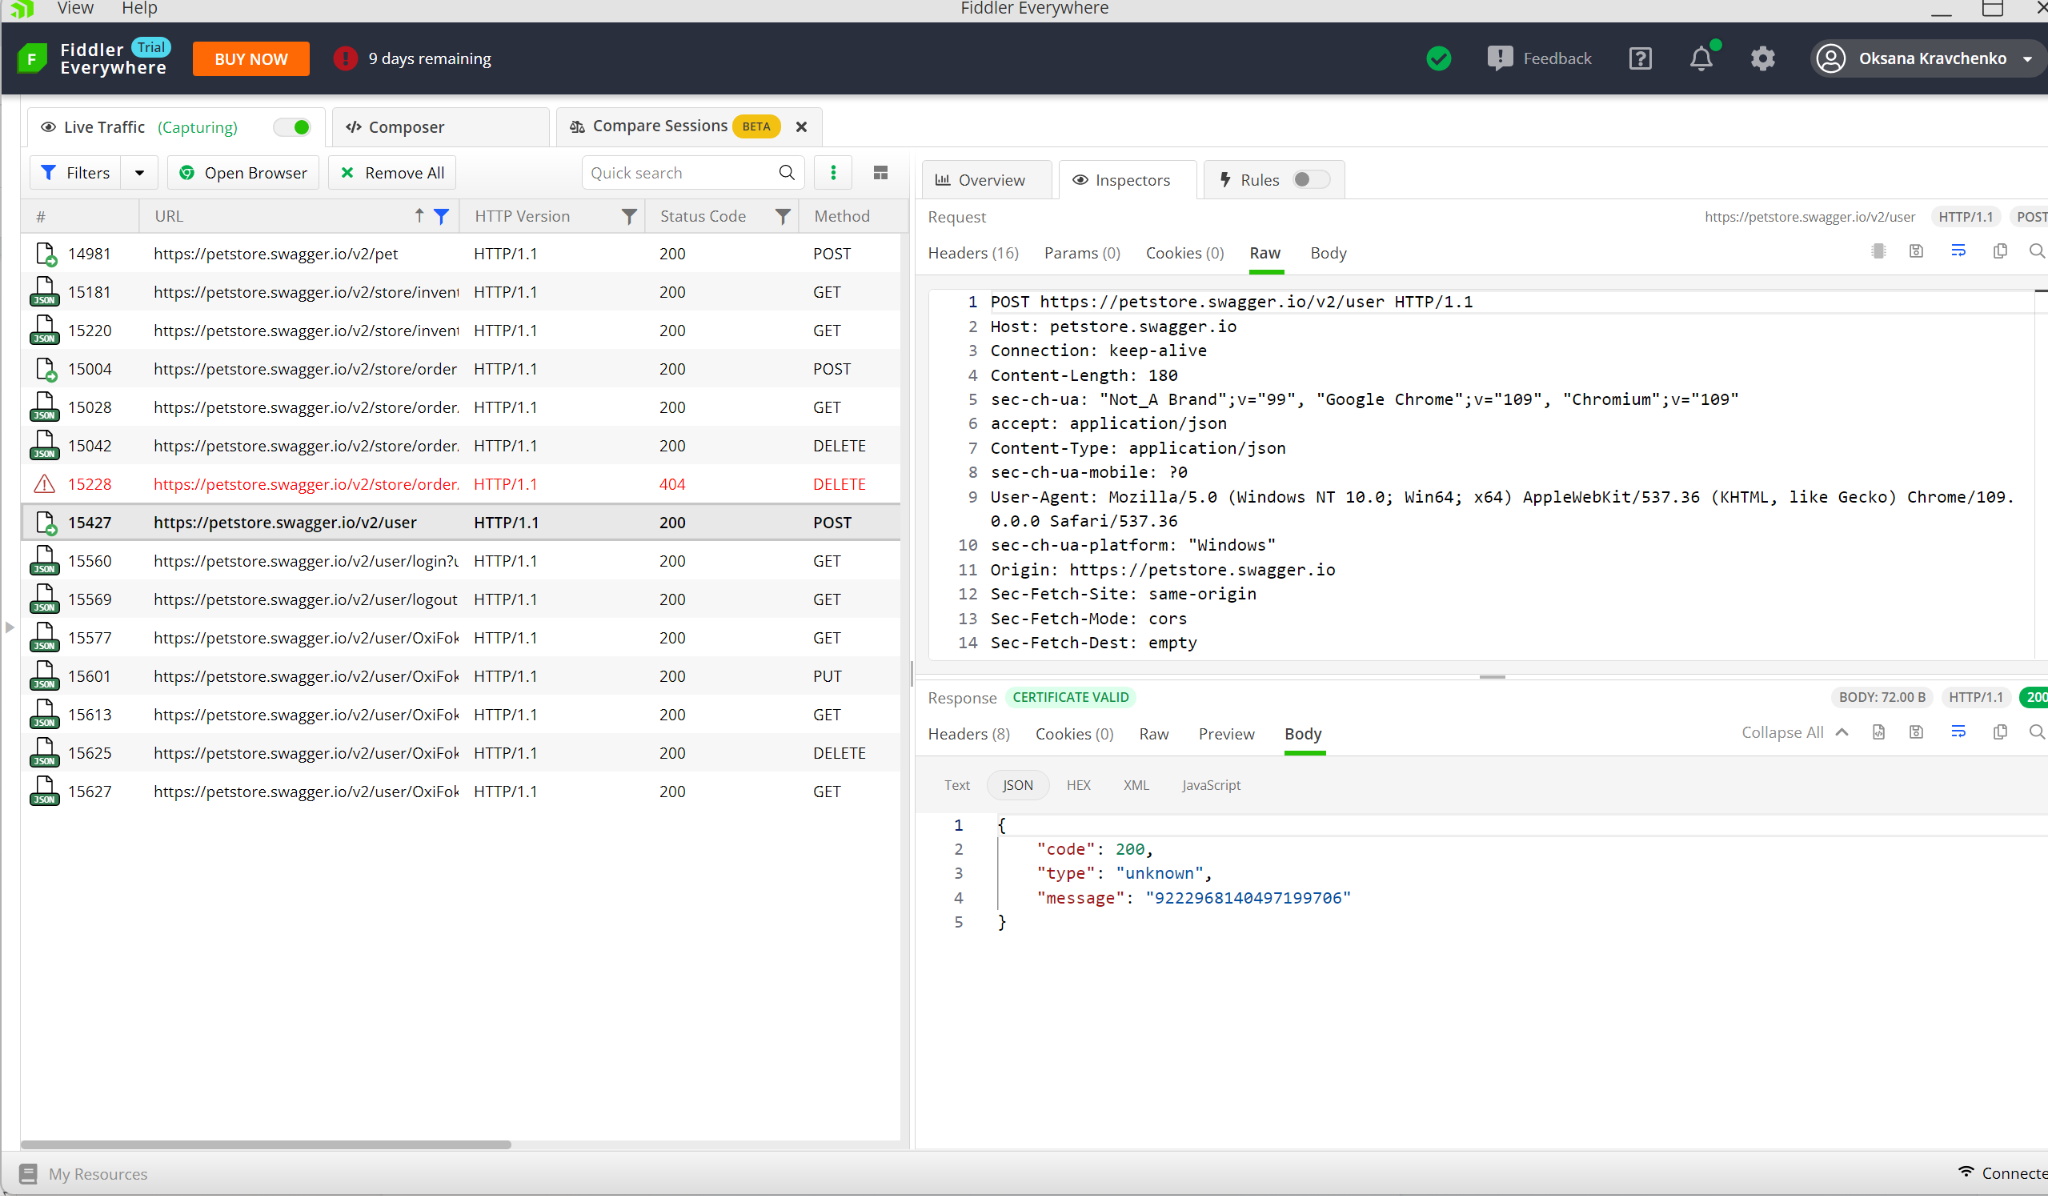 View Help Fiddler Everywhere
Fiddler Everywhere Trial BUY NOW 9 days remaining Feedback Oksana Kravchenko
Live Traffic (Capturing) Composer Compare Sessions BETA
Filters Open Browser Remove All Quick search
# URL HTTP Version Status Code Method
14981 https://petstore.swagger.io/v2/pet HTTP/1.1 200 POST
15181 https://petstore.swagger.io/v2/store/invent HTTP/1.1 200 GET
15220 https://petstore.swagger.io/v2/store/invent HTTP/1.1 200 GET
15004 https://petstore.swagger.io/v2/store/order HTTP/1.1 200 POST
15028 https://petstore.swagger.io/v2/store/order. HTTP/1.1 200 GET
15042 https://petstore.swagger.io/v2/store/order. HTTP/1.1 200 DELETE
15228 https://petstore.swagger.io/v2/store/order. HTTP/1.1 404 DELETE
15427 https://petstore.swagger.io/v2/user HTTP/1.1 200 POST
15560 https://petstore.swagger.io/v2/user/login?u HTTP/1.1 200 GET
15569 https://petstore.swagger.io/v2/user/logout HTTP/1.1 200 GET
15577 https://petstore.swagger.io/v2/user/OxiFok HTTP/1.1 200 GET
15601 https://petstore.swagger.io/v2/user/OxiFok HTTP/1.1 200 PUT
15613 https://petstore.swagger.io/v2/user/OxiFok HTTP/1.1 200 GET
15625 https://petstore.swagger.io/v2/user/OxiFok HTTP/1.1 200 DELETE
15627 https://petstore.swagger.io/v2/user/OxiFok HTTP/1.1 200 GET
Overview Inspectors Rules
Request https://petstore.swagger.io/v2/user HTTP/1.1 POST
Headers (16) Params (0) Cookies (0) Raw Body
1 POST https://petstore.swagger.io/v2/user HTTP/1.1
2 Host: petstore.swagger.io
3 Connection: keep-alive
4 Content-Length: 180
5 sec-ch-ua: "Not_A Brand";v="99", "Google Chrome";v="109", "Chromium";v="109"
6 accept: application/json
7 Content-Type: application/json
8 sec-ch-ua-mobile: ?0
9 User-Agent: Mozilla/5.0 (Windows NT 10.0; Win64; x64) AppleWebKit/537.36 (KHTML, like Gecko) Chrome/109.
0.0.0 Safari/537.36
10 sec-ch-ua-platform: "Windows"
11 Origin: https://petstore.swagger.io
12 Sec-Fetch-Site: same-origin
13 Sec-Fetch-Mode: cors
14 Sec-Fetch-Dest: empty
Response CERTIFICATE VALID BODY: 72.00 B HTTP/1.1 200
Headers (8) Cookies (0) Raw Preview Body Collapse All
Text JSON HEX XML JavaScript
1 {
2 "code": 200,
3 "type": "unknown",
4 "message": "9222968140497199706"
5 }
My Resources Connecte